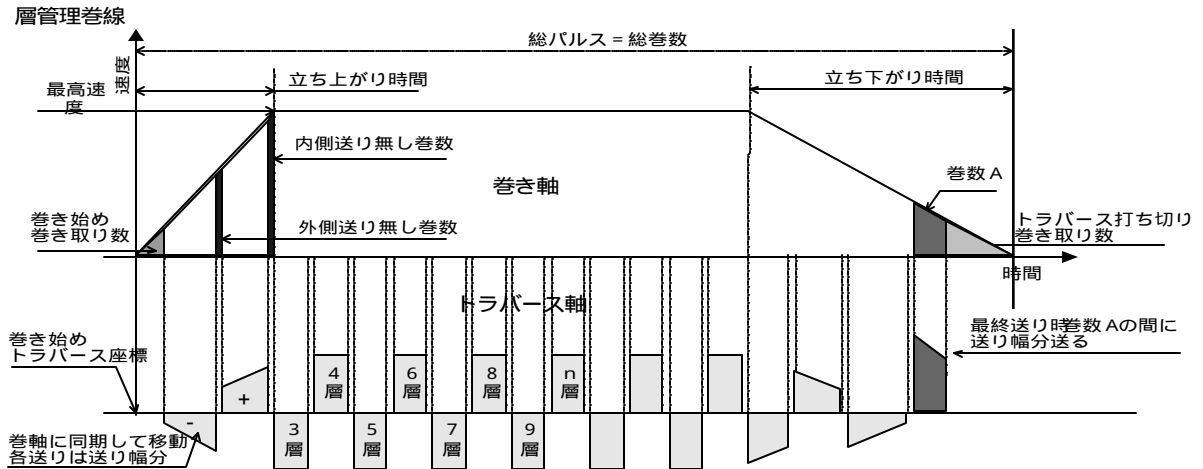 層管理巻線
総パルス = 総巻数
速度
最高速
度
立ち上がり時間
立ち下がり時間
内側送り無し巻数
巻き軸
巻数 A
巻き始め
巻き取り数
外側送り無し巻数
トラバース打ち切り
巻き取り数
時間
トラバース軸
巻き始め
トラバース座標
最終送り時巻数 Aの間に
送り幅分送る
4
層
6
層
8
層
n
層
+
-
3
層
5
層
7
層
9
層
巻軸に同期して移動
各送りは送り幅分